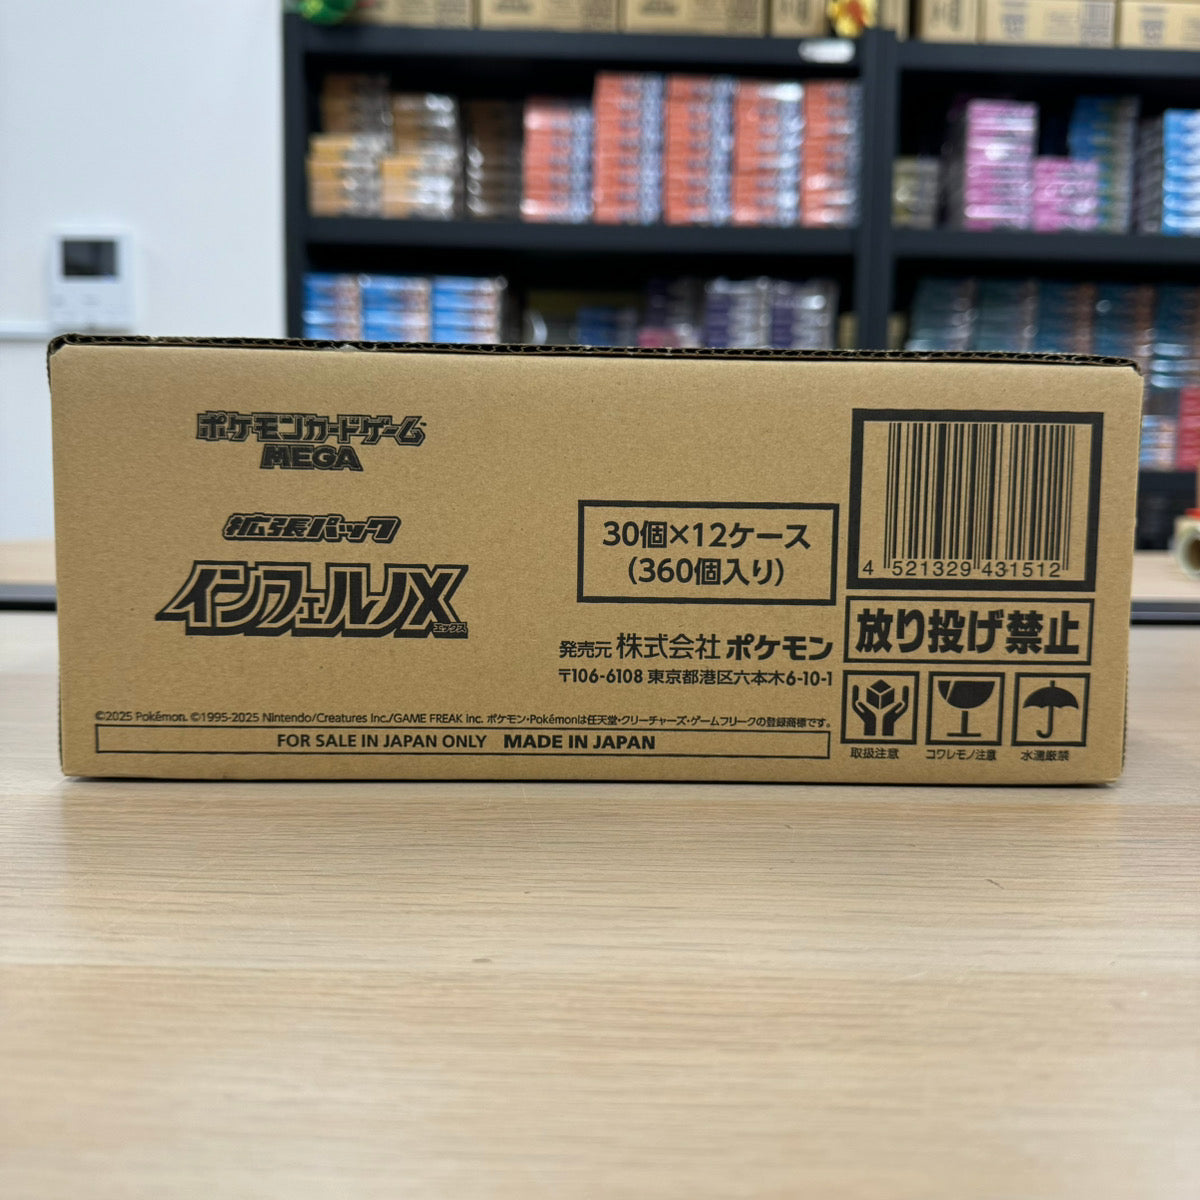 ポケモンカードゲーム
MEGA
拡張パック
インフェルノX
エックス
30個×12ケース
(360個入り)
発売元 株式会社 ポケモン
〒106-6108 東京都港区六本木6-10-1
©2025 Pokémon. ©1995-2025 Nintendo/Creatures Inc./GAME FREAK inc. ポケモン・Pokémonは任天堂・クリーチャーズ・ゲームフリークの登録商標です。
FOR SALE IN JAPAN ONLY MADE IN JAPAN
4 521329 431512
放り投げ禁止
取扱注意 コワレモノ注意 水濡厳禁